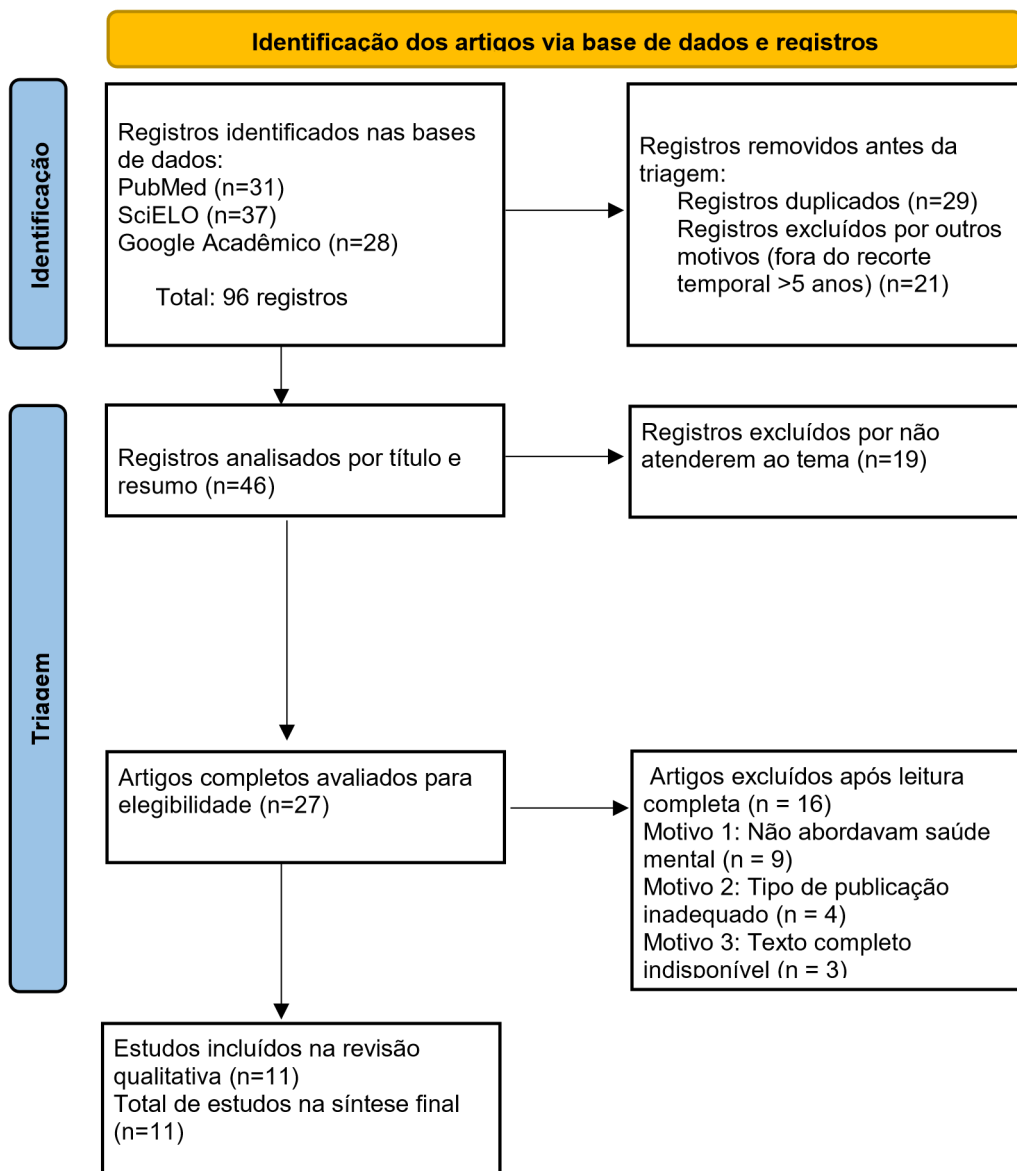 Identificação dos artigos via base de dados e registros
Identificação
Registros identificados nas bases
de dados:
PubMed (n=31)
SciELO (n=37)
Google Acadêmico (n=28)
Total: 96 registros
Registros removidos antes da
triagem:
Registros duplicados (n=29)
Registros excluídos por outros
motivos (fora do recorte
temporal >5 anos) (n=21)
Triagem
Registros analisados por título e
resumo (n=46)
Registros excluídos por não
atenderem ao tema (n=19)
Artigos completos avaliados para
elegibilidade (n=27)
Artigos excluídos após leitura
completa (n = 16)
Motivo 1: Não abordavam saúde
mental (n = 9)
Motivo 2: Tipo de publicação
inadequado (n = 4)
Motivo 3: Texto completo
indisponível (n = 3)
Estudos incluídos na revisão
qualitativa (n=11)
Total de estudos na síntese final
(n=11)